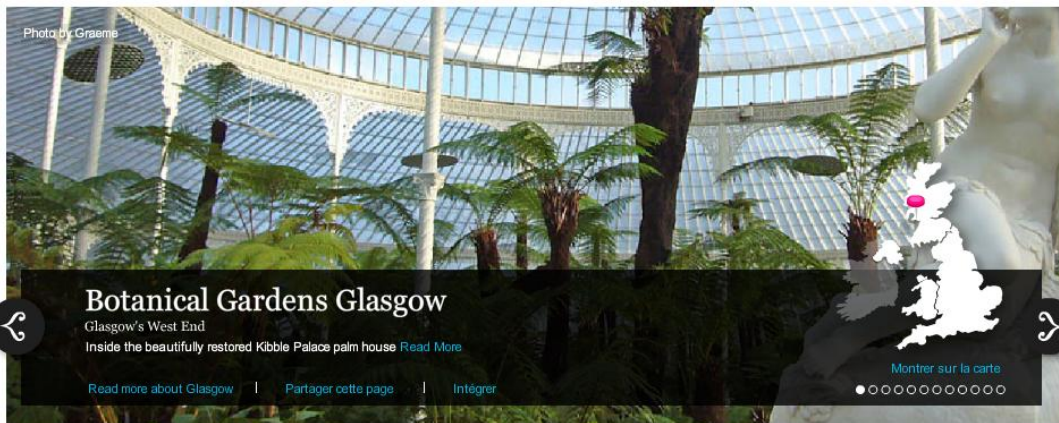 Photo by Graeme
Botanical Gardens Glasgow
Glasgow's West End
Inside the beautifully restored Kibble Palace palm house Read More
Montrer sur la carte
Read more about Glasgow | Partager cette page | Intégrer